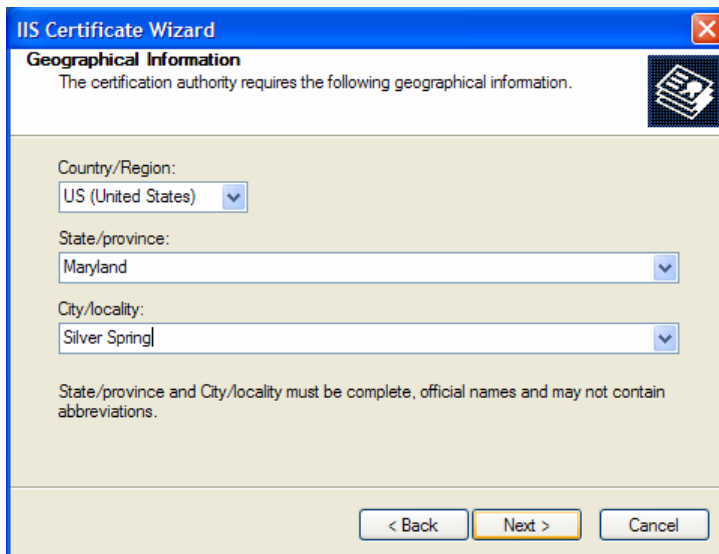 IIS Certificate Wizard
Geographical Information
The certification authority requires the following geographical information.
Country/Region:
US (United States)
State/province:
Maryland
City/locality:
Silver Spring
State/province and City/locality must be complete, official names and may not contain
abbreviations.
< Back
Next >
Cancel